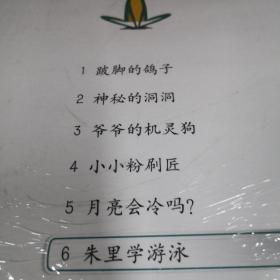 1 跛脚的鸽子
2 神秘的洞洞
3 爷爷的机灵狗
4 小小粉刷匠
5 月亮会冷吗?
6 朱里学游泳